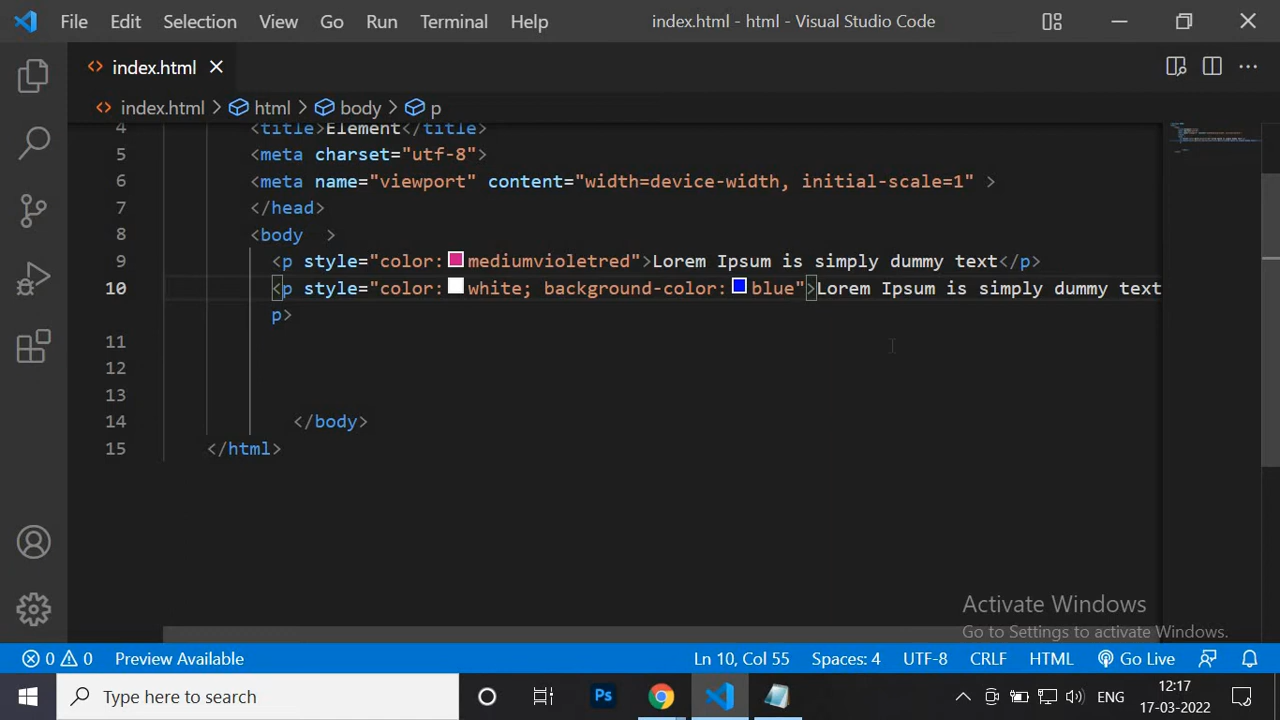 File Edit Selection View Go Run Terminal Help index.html - html - Visual Studio Code
index.html
index.html > html > body > p
4 <title>Element</title>
5 <meta charset="utf-8">
6 <meta name="viewport" content="width=device-width, initial-scale=1" >
7 </head>
8 <body  >
9 <p style="color:mediumvioletred">Lorem Ipsum is simply dummy text</p>
10 <p style="color:white; background-color:blue">Lorem Ipsum is simply dummy text
p>
11
12
13
14 </body>
15 </html>
Activate Windows
Go to Settings to activate Windows.
0 0 Preview Available Ln 10, Col 55 Spaces: 4 UTF-8 CRLF HTML Go Live
Type here to search Ps ENG 12:17
17-03-2022